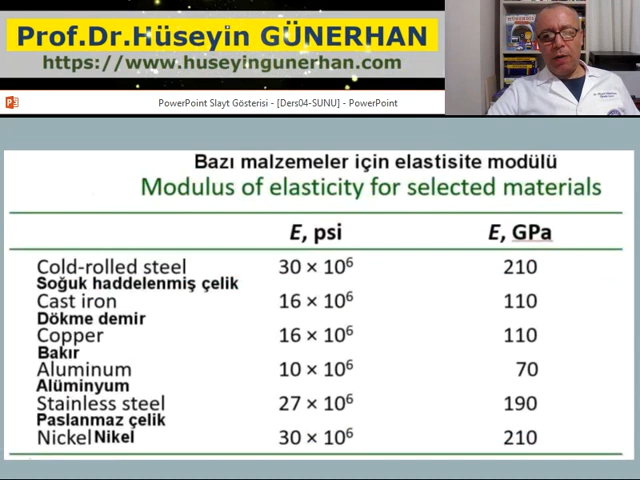 Prof.Dr.Hüseyin GÜNERHAN
https://www.huseyingunerhan.com
PowerPoint Slayt Gösterisi - [Ders04-SUNU] - PowerPoint
Bazı malzemeler için elastisite modülü
Modulus of elasticity for selected materials
E, psi E, GPa
Cold-rolled steel 30 × 10⁶ 210
Soğuk haddelenmiş çelik
Cast iron 16 × 10⁶ 110
Dökme demir
Copper 16 × 10⁶ 110
Bakır
Aluminum 10 × 10⁶ 70
Alüminyum
Stainless steel 27 × 10⁶ 190
Paslanmaz çelik
Nickel Nikel 30 × 10⁶ 210